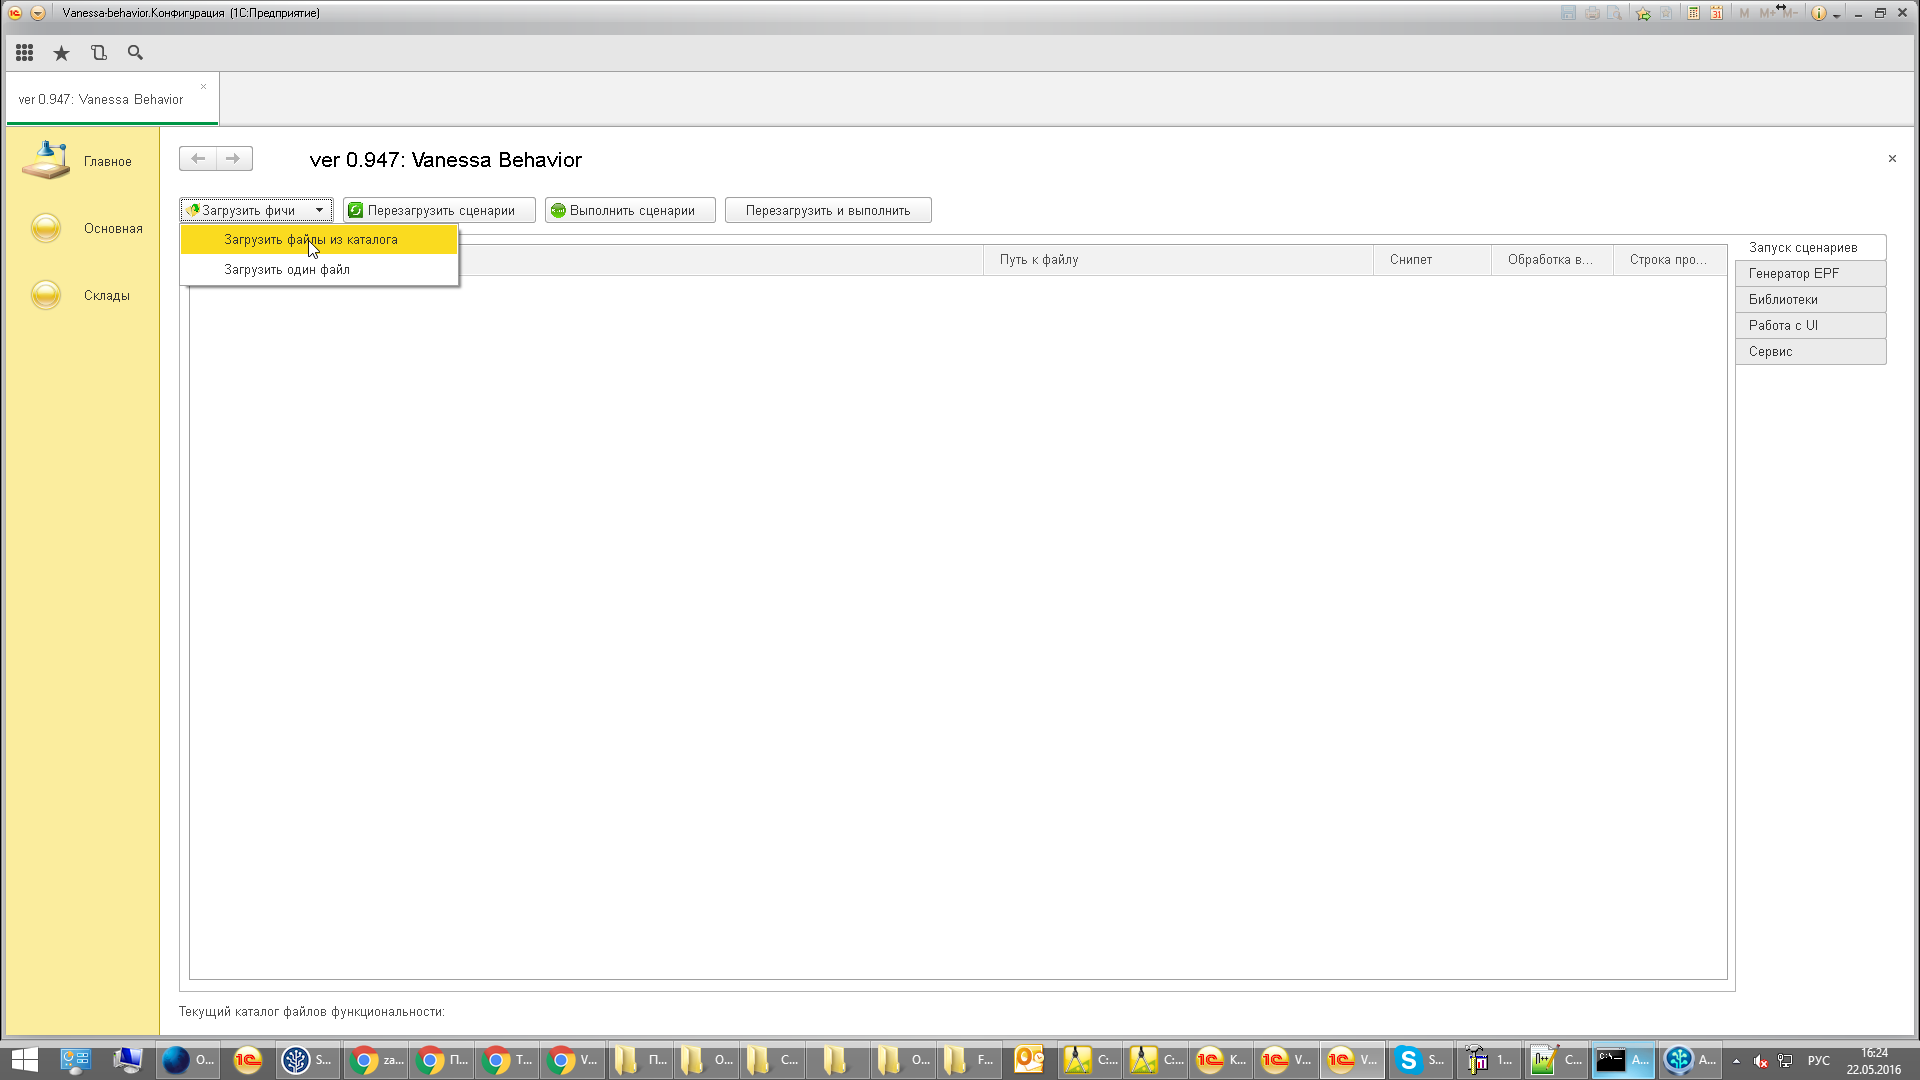 Vanessa-behavior.Конфигурация (1С:Предприятие)
M M+ M-
ver 0.947: Vanessa Behavior
Главное
Основная
Склады
ver 0.947: Vanessa Behavior
Загрузить фичи
Перезагрузить сценарии
Выполнить сценарии
Перезагрузить и выполнить
Загрузить файлы из каталога
Загрузить один файл
Путь к файлу
Снипет
Обработка в...
Строка про...
Запуск сценариев
Генератор EPF
Библиотеки
Работа с UI
Сервис
Текущий каталог файлов функциональности:
O...
S...
za...
П...
T...
V...
П...
O...
C...
O...
F...
C:...
C:...
К...
V...
V...
S...
1...
C...
A...
A...
РУС
16:24
22.05.2016